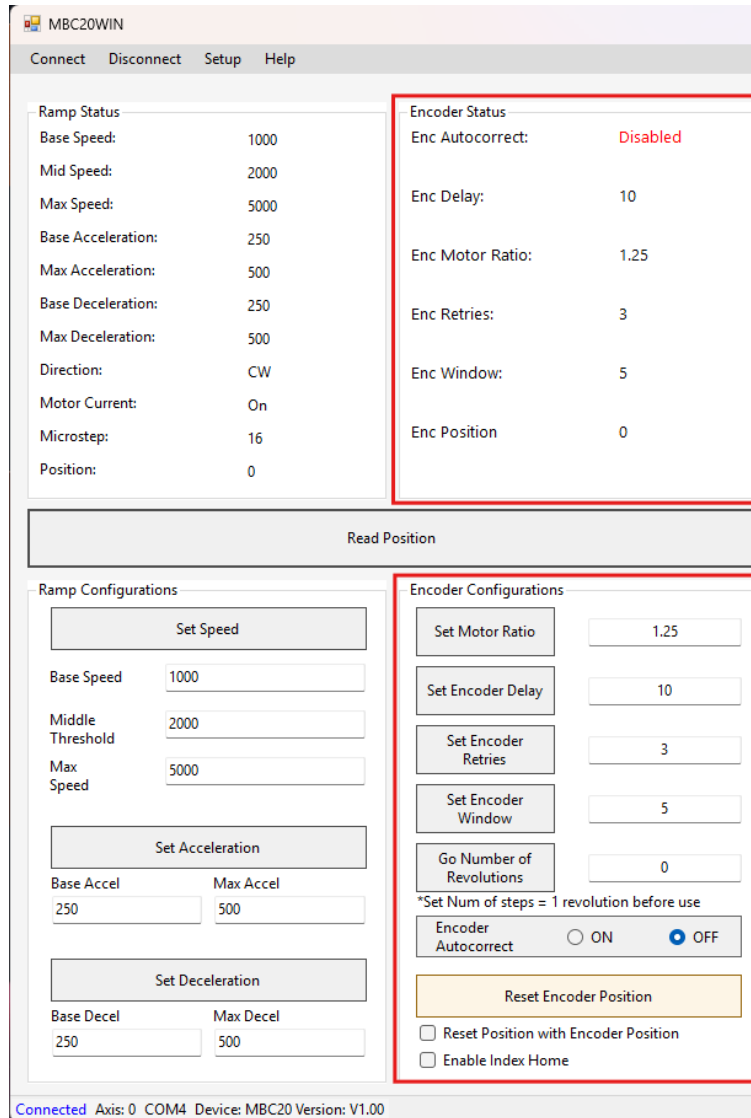 MBC20WIN
Connect Disconnect Setup Help
Ramp Status
Base Speed: 1000
Mid Speed: 2000
Max Speed: 5000
Base Acceleration: 250
Max Acceleration: 500
Base Deceleration: 250
Max Deceleration: 500
Direction: CW
Motor Current: On
Microstep: 16
Position: 0
Encoder Status
Enc Autocorrect: Disabled
Enc Delay: 10
Enc Motor Ratio: 1.25
Enc Retries: 3
Enc Window: 5
Enc Position 0
Read Position
Ramp Configurations
Set Speed
Base Speed 1000
Middle
Threshold 2000
Max
Speed 5000
Set Acceleration
Base Accel Max Accel
250 500
Set Deceleration
Base Decel Max Decel
250 500
Encoder Configurations
Set Motor Ratio 1.25
Set Encoder Delay 10
Set Encoder
Retries 3
Set Encoder
Window 5
Go Number of
Revolutions 0
*Set Num of steps = 1 revolution before use
Encoder
Autocorrect ON OFF
Reset Encoder Position
Reset Position with Encoder Position
Enable Index Home
Connected Axis: 0 COM4 Device: MBC20 Version: V1.00